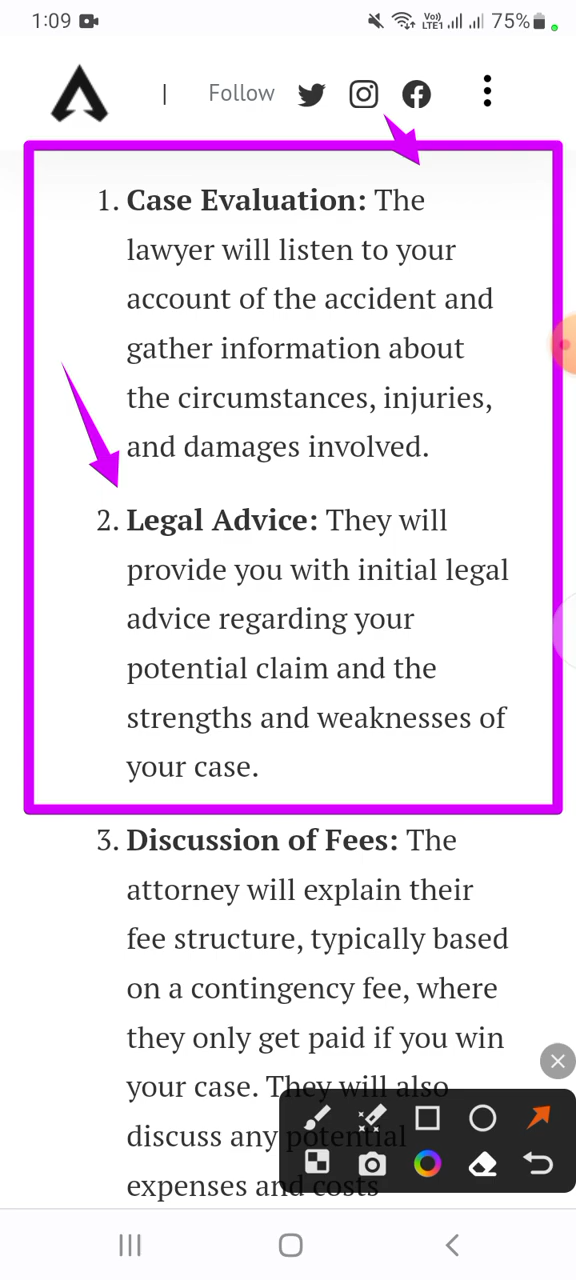 1:09
Vo)) LTE1 75%
| Follow
1. Case Evaluation: The
lawyer will listen to your
account of the accident and
gather information about
the circumstances, injuries,
and damages involved.
2. Legal Advice: They will
provide you with initial legal
advice regarding your
potential claim and the
strengths and weaknesses of
your case.
3. Discussion of Fees: The
attorney will explain their
fee structure, typically based
on a contingency fee, where
they only get paid if you win
your case. They will also
discuss any potential
expenses and costs